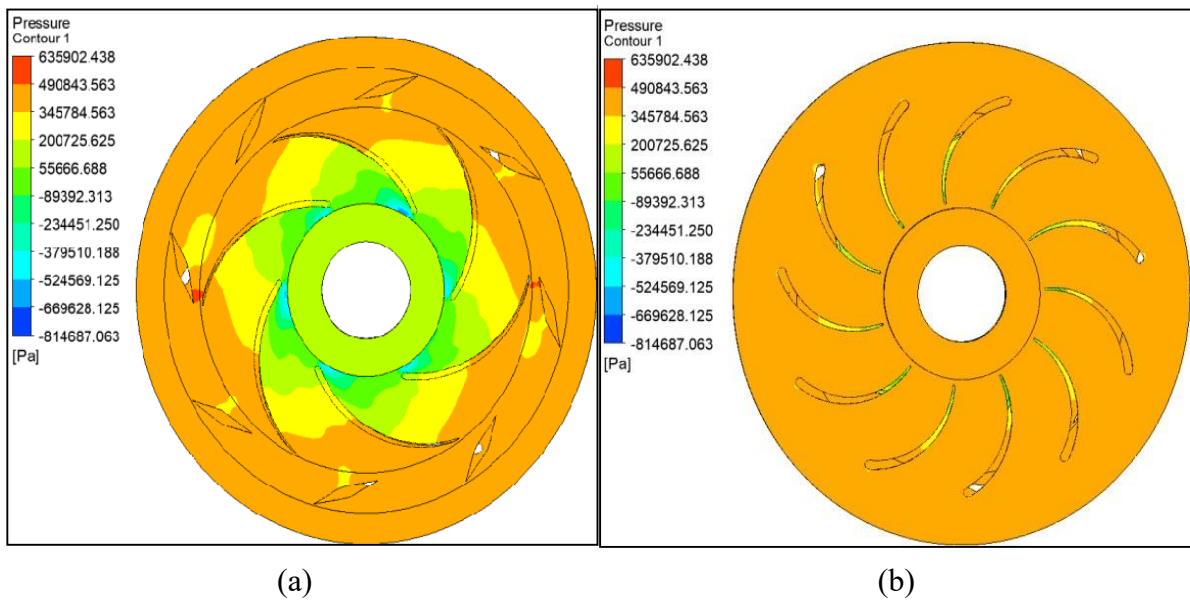 Pressure
Contour 1
635902.438
490843.563
345784.563
200725.625
55666.688
-89392.313
-234451.250
-379510.188
-524569.125
-669628.125
-814687.063
[Pa]
Pressure
Contour 1
635902.438
490843.563
345784.563
200725.625
55666.688
-89392.313
-234451.250
-379510.188
-524569.125
-669628.125
-814687.063
[Pa]
(a)
(b)